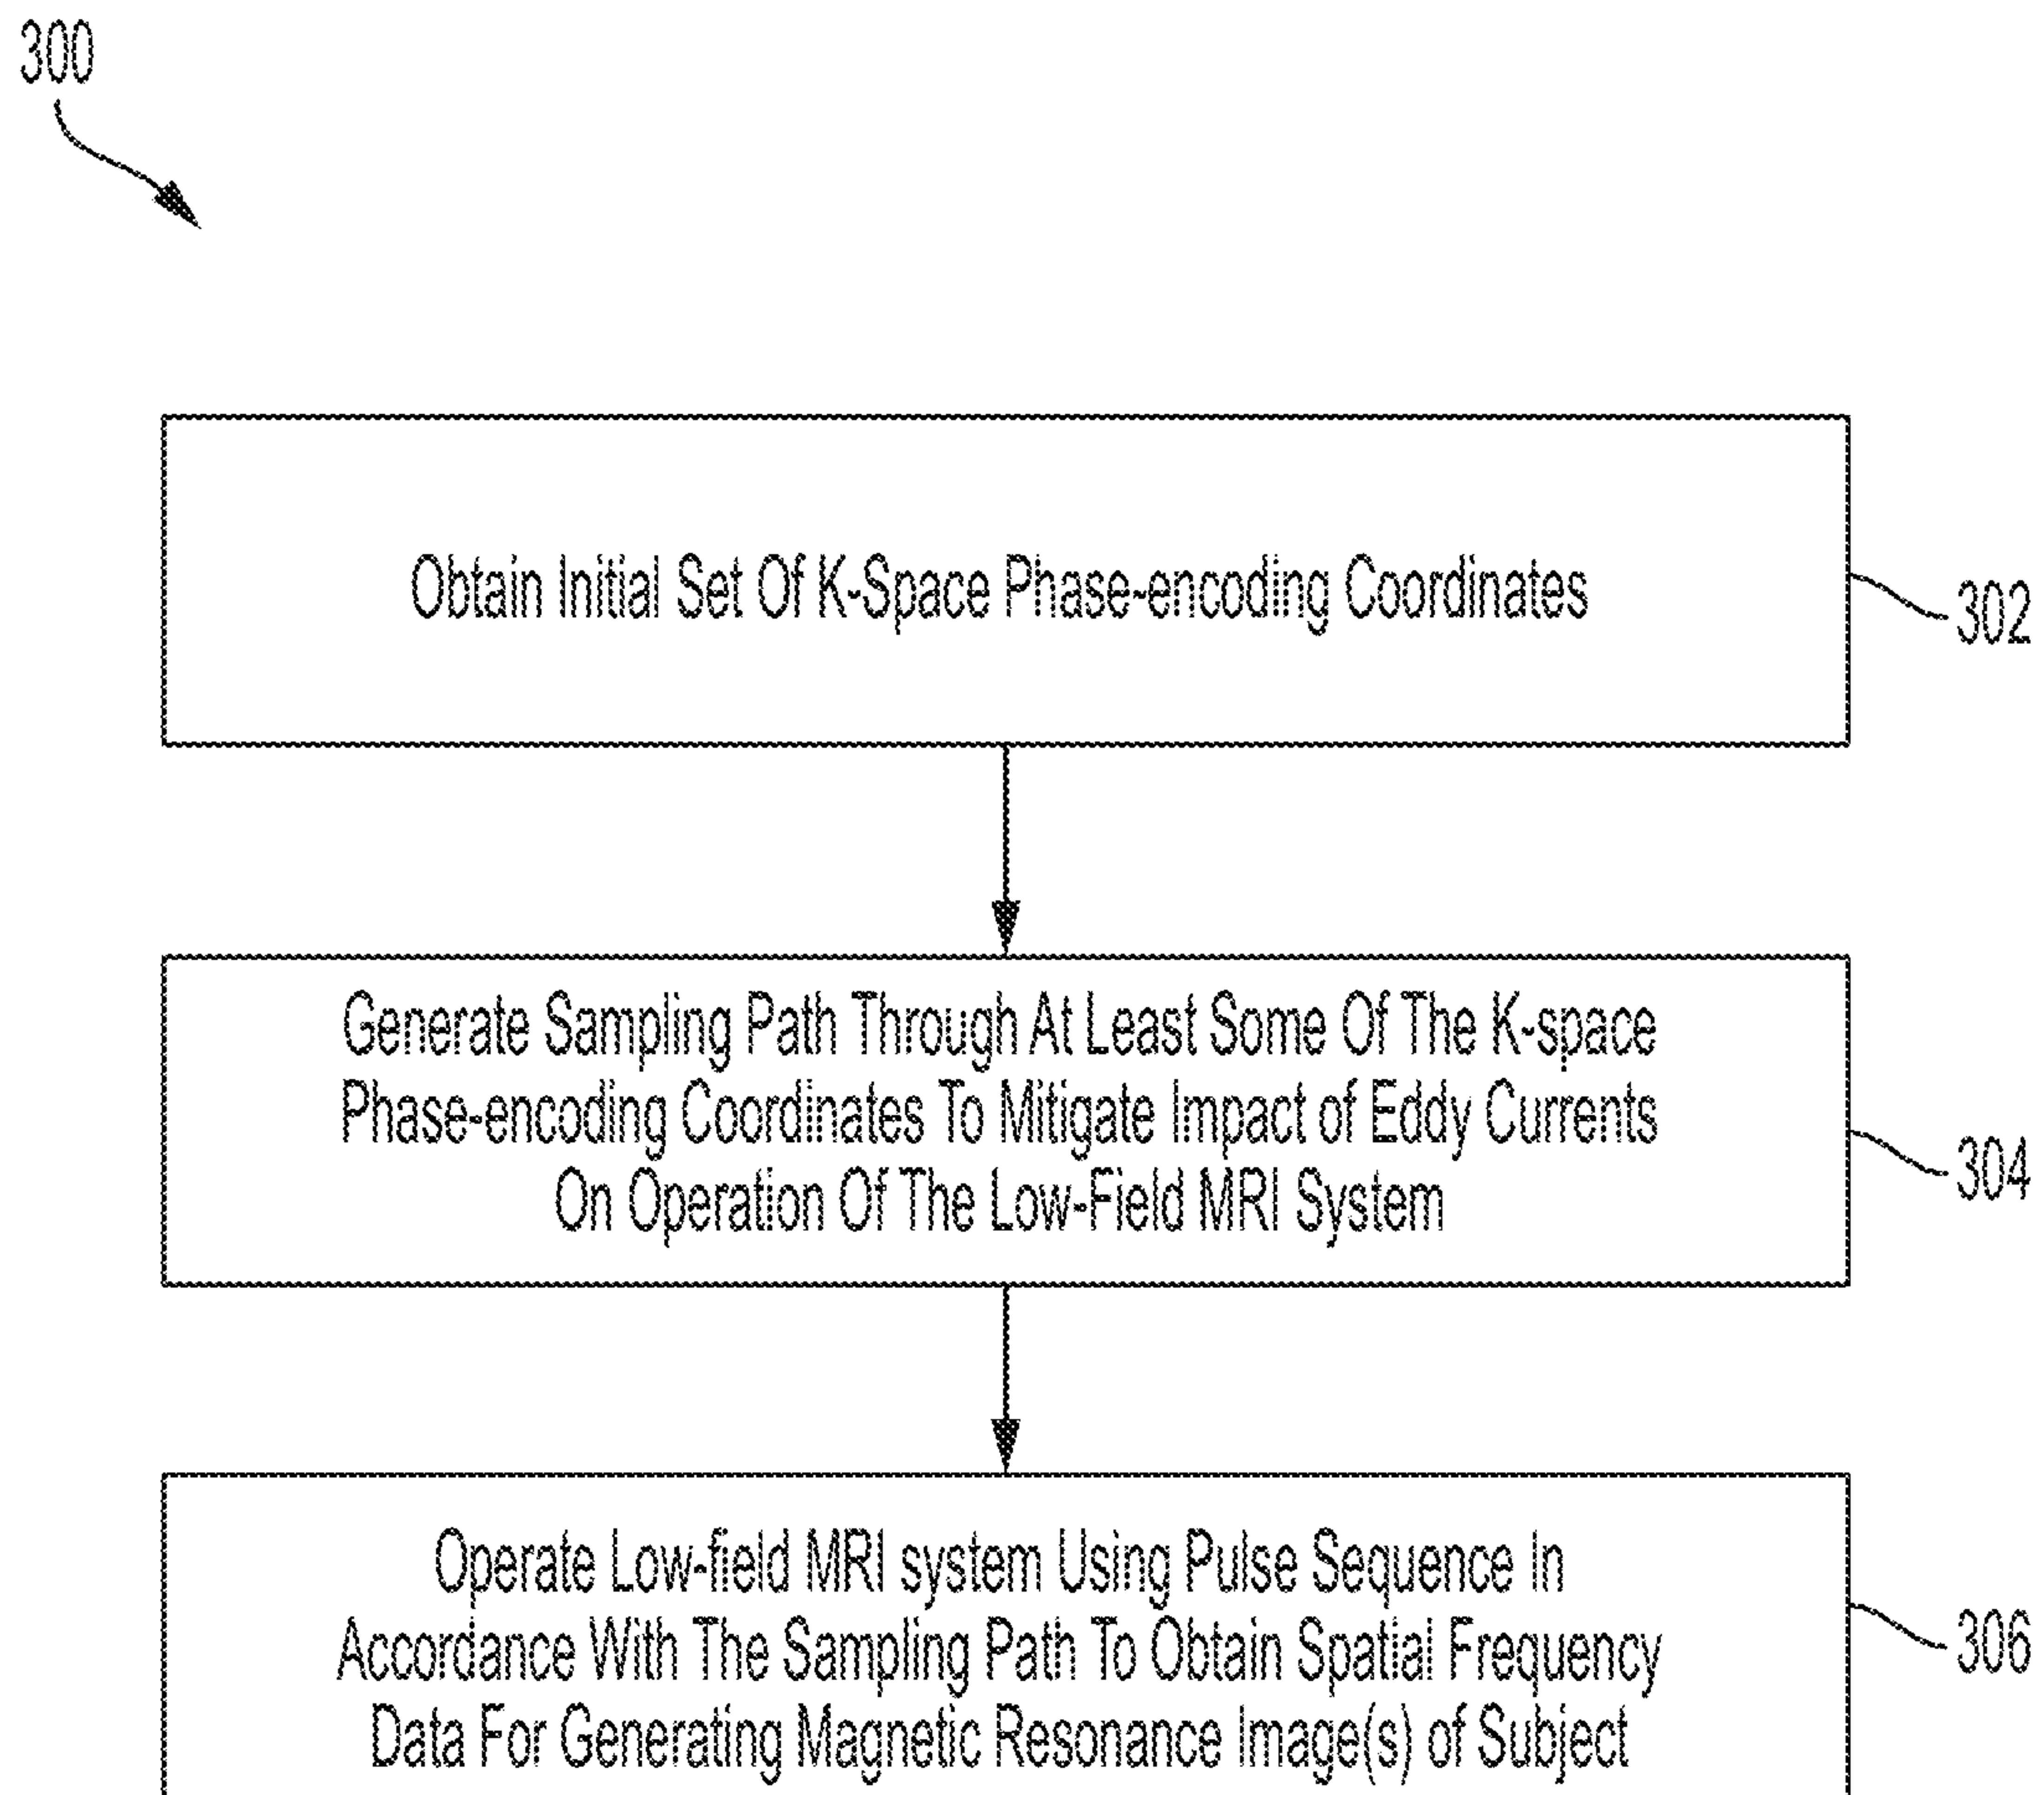 300
Obtain Initial Set Of K-Space Phase-encoding Coordinates
302
Generate Sampling Path Through At Least Some Of The K-space
Phase-encoding Coordinates To Mitigate Impact of Eddy Currents
On Operation Of The Low-Field MRI System
304
Operate Low-field MRI system Using Pulse Sequence In
Accordance With The Sampling Path To Obtain Spatial Frequency
Data For Generating Magnetic Resonance Image(s) of Subject
306